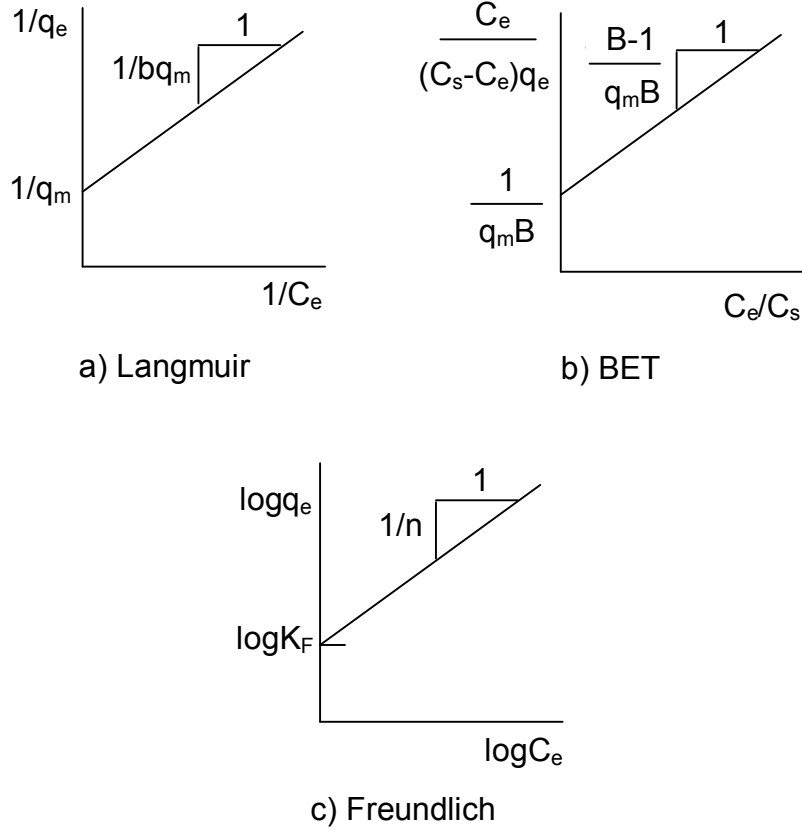 1/qₑ
1
1/bqₘ
1/qₘ
1/Cₑ
a) Langmuir
Cₑ
(Cₛ-Cₑ)qₑ
B-1
qₘB
1
1
qₘB
Cₑ/Cₛ
b) BET
logqₑ
1
1/n
logK_F
logCₑ
c) Freundlich